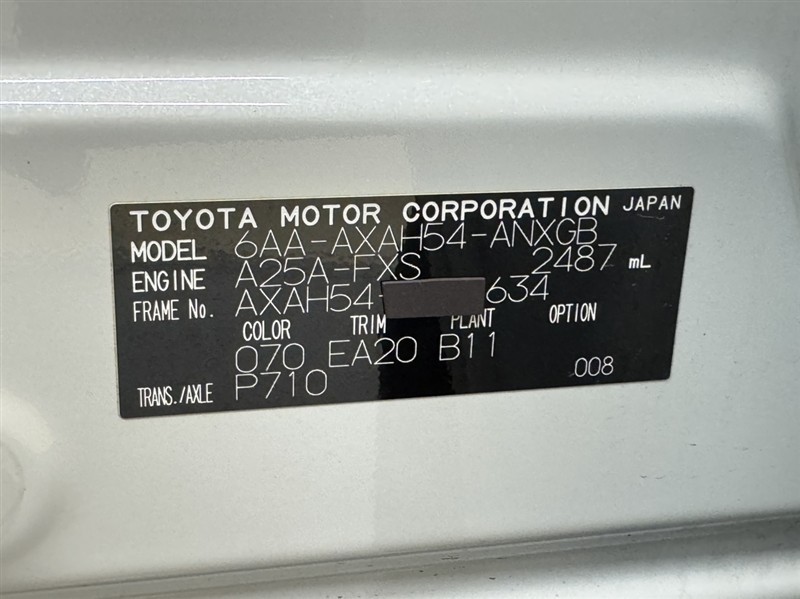 TOYOTA MOTOR CORPORATION JAPAN
MODEL 6AA-AXAH54-ANXGB
ENGINE A25A-FXS 2487 mL
FRAME No. AXAH54- 634
COLOR TRIM PLANT OPTION
070 EA20 B11
TRANS./AXLE P710 008